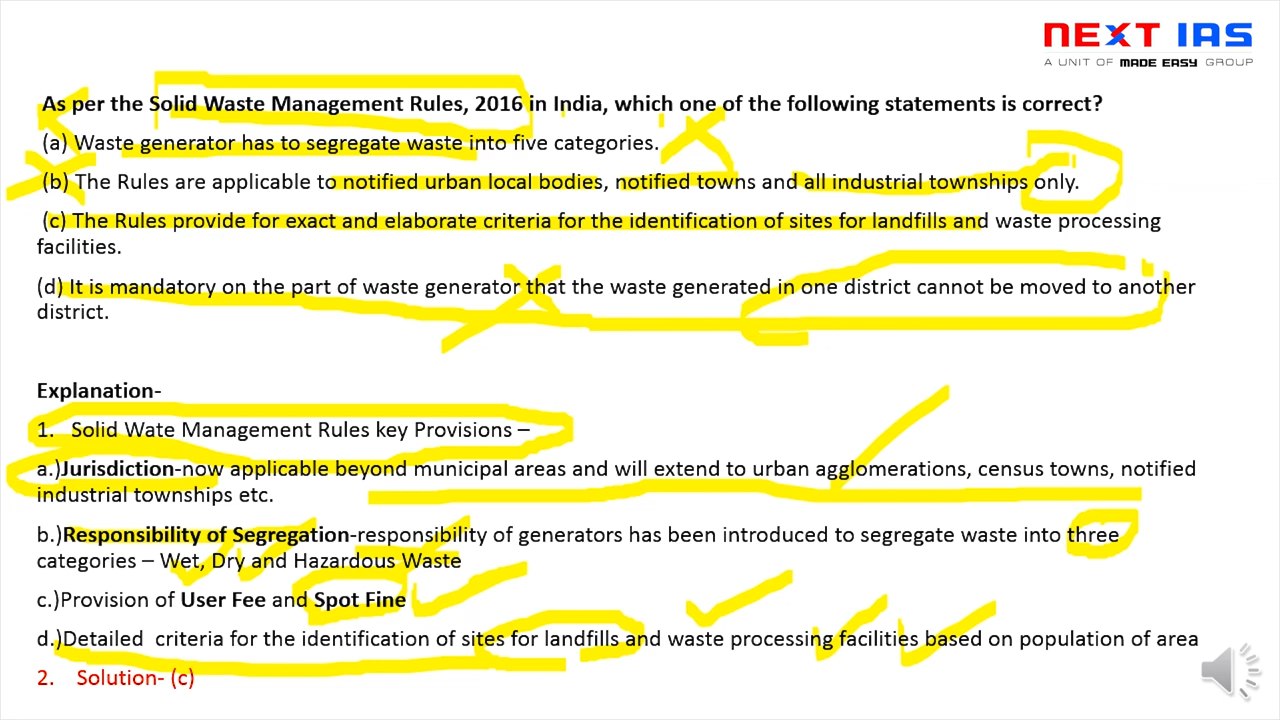 NEXT IAS
A UNIT OF MADE EASY GROUP
As per the Solid Waste Management Rules, 2016 in India, which one of the following statements is correct?
(a) Waste generator has to segregate waste into five categories.
(b) The Rules are applicable to notified urban local bodies, notified towns and all industrial townships only.
(c) The Rules provide for exact and elaborate criteria for the identification of sites for landfills and waste processing
facilities.
(d) It is mandatory on the part of waste generator that the waste generated in one district cannot be moved to another
district.
Explanation-
1. Solid Wate Management Rules key Provisions –
a.)Jurisdiction-now applicable beyond municipal areas and will extend to urban agglomerations, census towns, notified
industrial townships etc.
b.)Responsibility of Segregation-responsibility of generators has been introduced to segregate waste into three
categories – Wet, Dry and Hazardous Waste
c.)Provision of User Fee and Spot Fine
d.)Detailed criteria for the identification of sites for landfills and waste processing facilities based on population of area
2. Solution- (c)